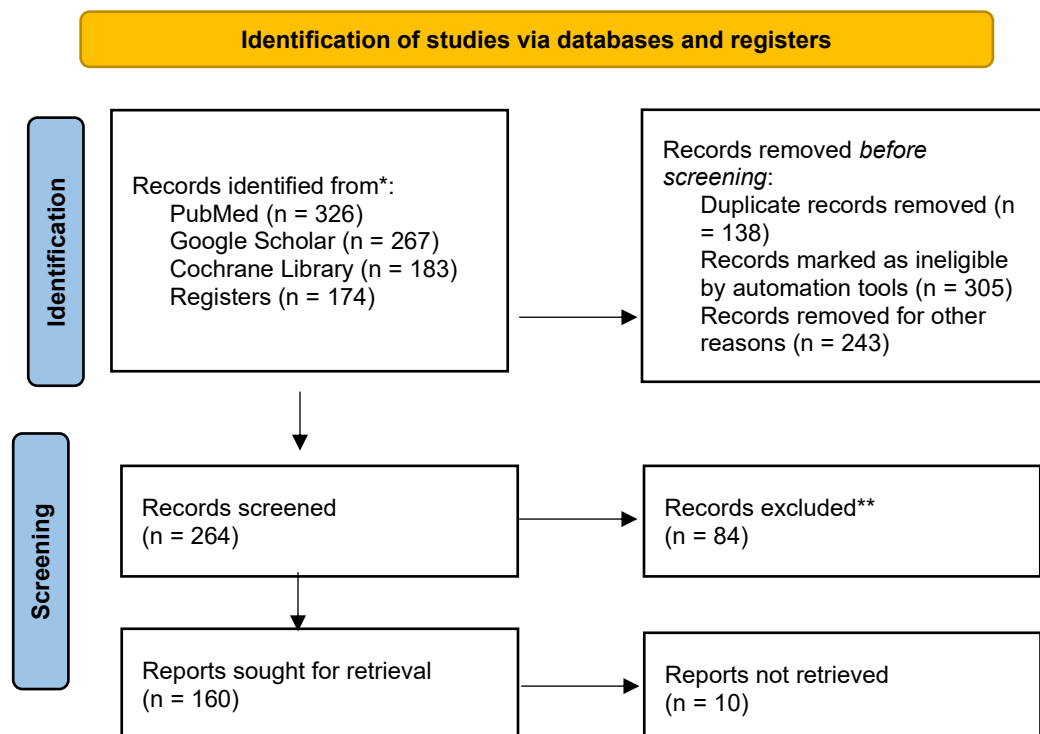 Identification of studies via databases and registers
Identification
Records identified from*:
PubMed (n = 326)
Google Scholar (n = 267)
Cochrane Library (n = 183)
Registers (n = 174)
Records removed before
screening:
Duplicate records removed (n
= 138)
Records marked as ineligible
by automation tools (n = 305)
Records removed for other
reasons (n = 243)
Screening
Records screened
(n = 264)
Records excluded**
(n = 84)
Reports sought for retrieval
(n = 160)
Reports not retrieved
(n = 10)